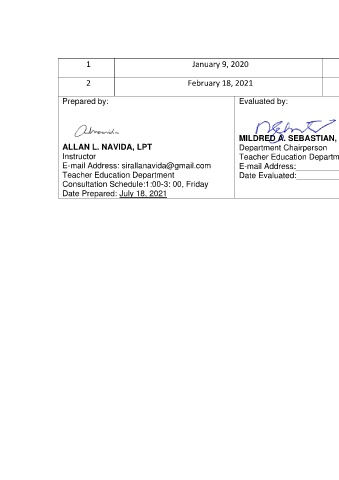 1 January 9, 2020
2 February 18, 2021
Prepared by:
ALLAN L. NAVIDA, LPT
Instructor
E-mail Address: sirallanavida@gmail.com
Teacher Education Department
Consultation Schedule:1:00-3: 00, Friday
Date Prepared: July 18, 2021
Evaluated by:
MILDRED A. SEBASTIAN,
Department Chairperson
Teacher Education Departm
E-mail Address:
Date Evaluated: